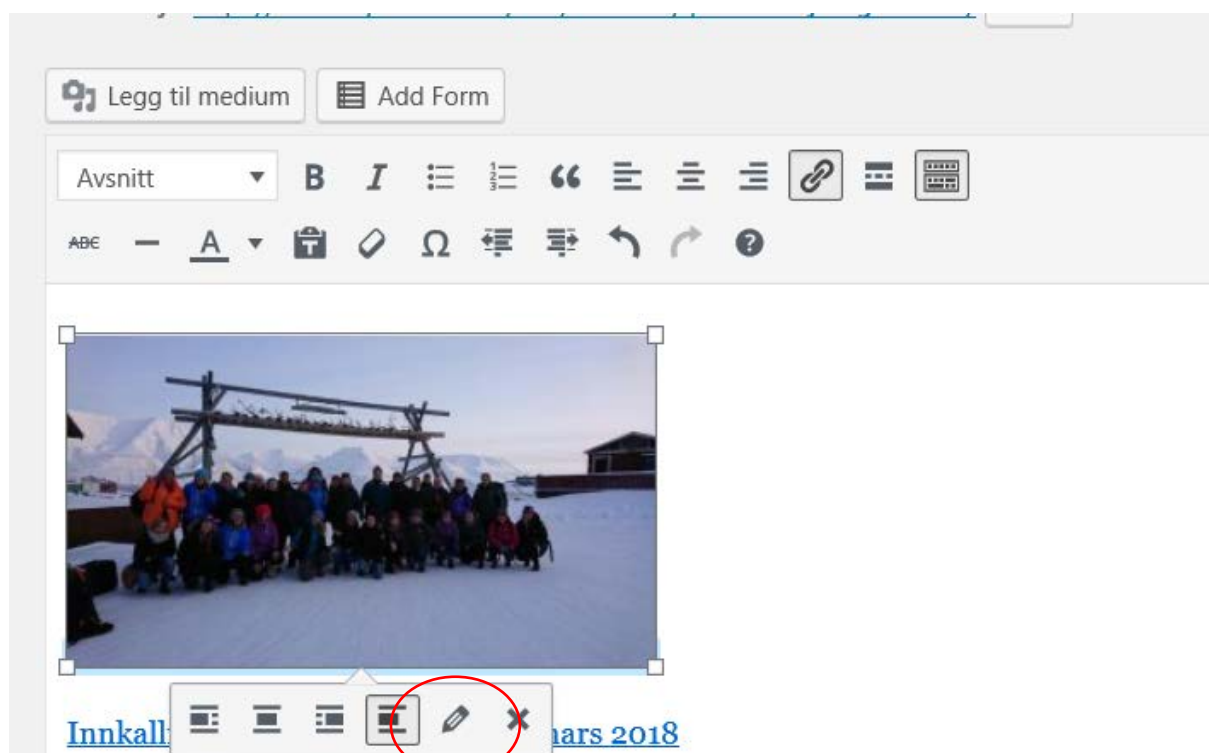 Legg til medium Add Form
Avsnitt B I
ABC A T Ω ?
Innkall mars 2018